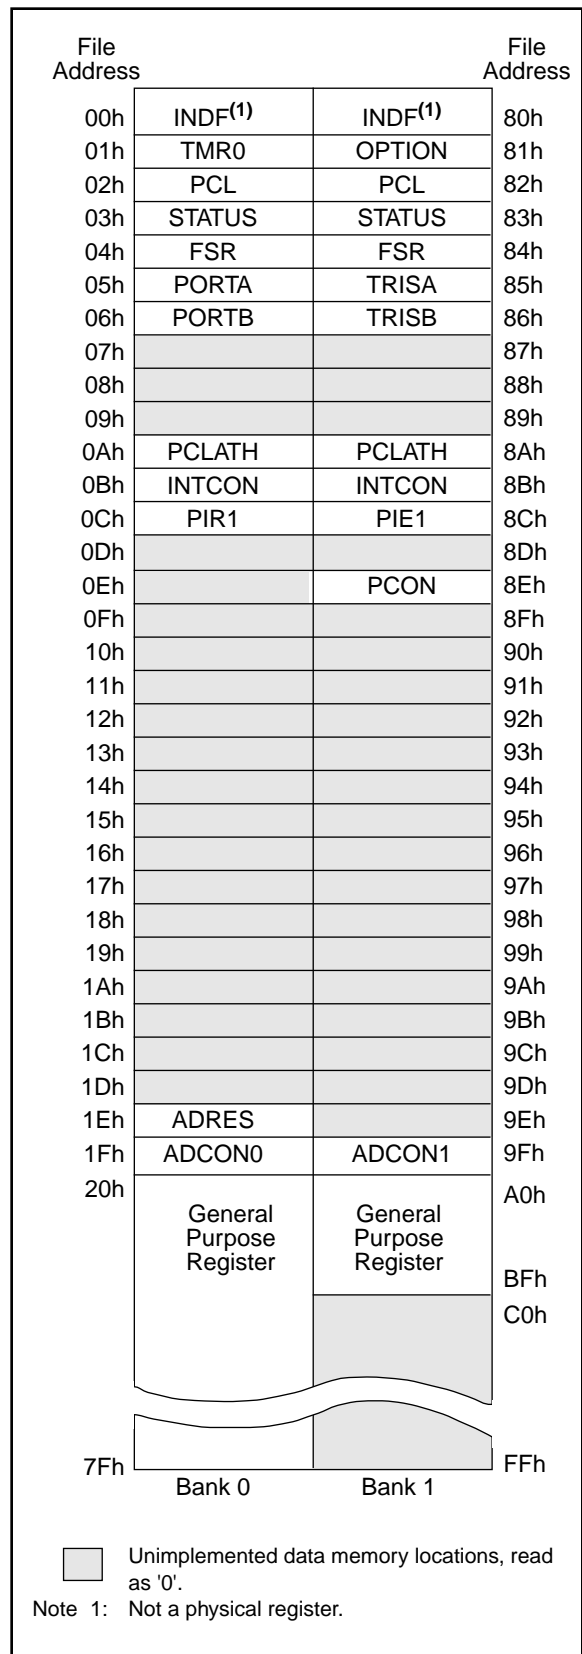 File Address File Address
00h INDF(1) INDF(1) 80h
01h TMR0 OPTION 81h
02h PCL PCL 82h
03h STATUS STATUS 83h
04h FSR FSR 84h
05h PORTA TRISA 85h
06h PORTB TRISB 86h
07h 87h
08h 88h
09h 89h
0Ah PCLATH PCLATH 8Ah
0Bh INTCON INTCON 8Bh
0Ch PIR1 PIE1 8Ch
0Dh 8Dh
0Eh PCON 8Eh
0Fh 8Fh
10h 90h
11h 91h
12h 92h
13h 93h
14h 94h
15h 95h
16h 96h
17h 97h
18h 98h
19h 99h
1Ah 9Ah
1Bh 9Bh
1Ch 9Ch
1Dh 9Dh
1Eh ADRES 9Eh
1Fh ADCON0 ADCON1 9Fh
20h A0h
General General
Purpose Purpose
Register Register
BFh
C0h
7Fh FFh
Bank 0 Bank 1
Unimplemented data memory locations, read
as '0'.
Note 1: Not a physical register.